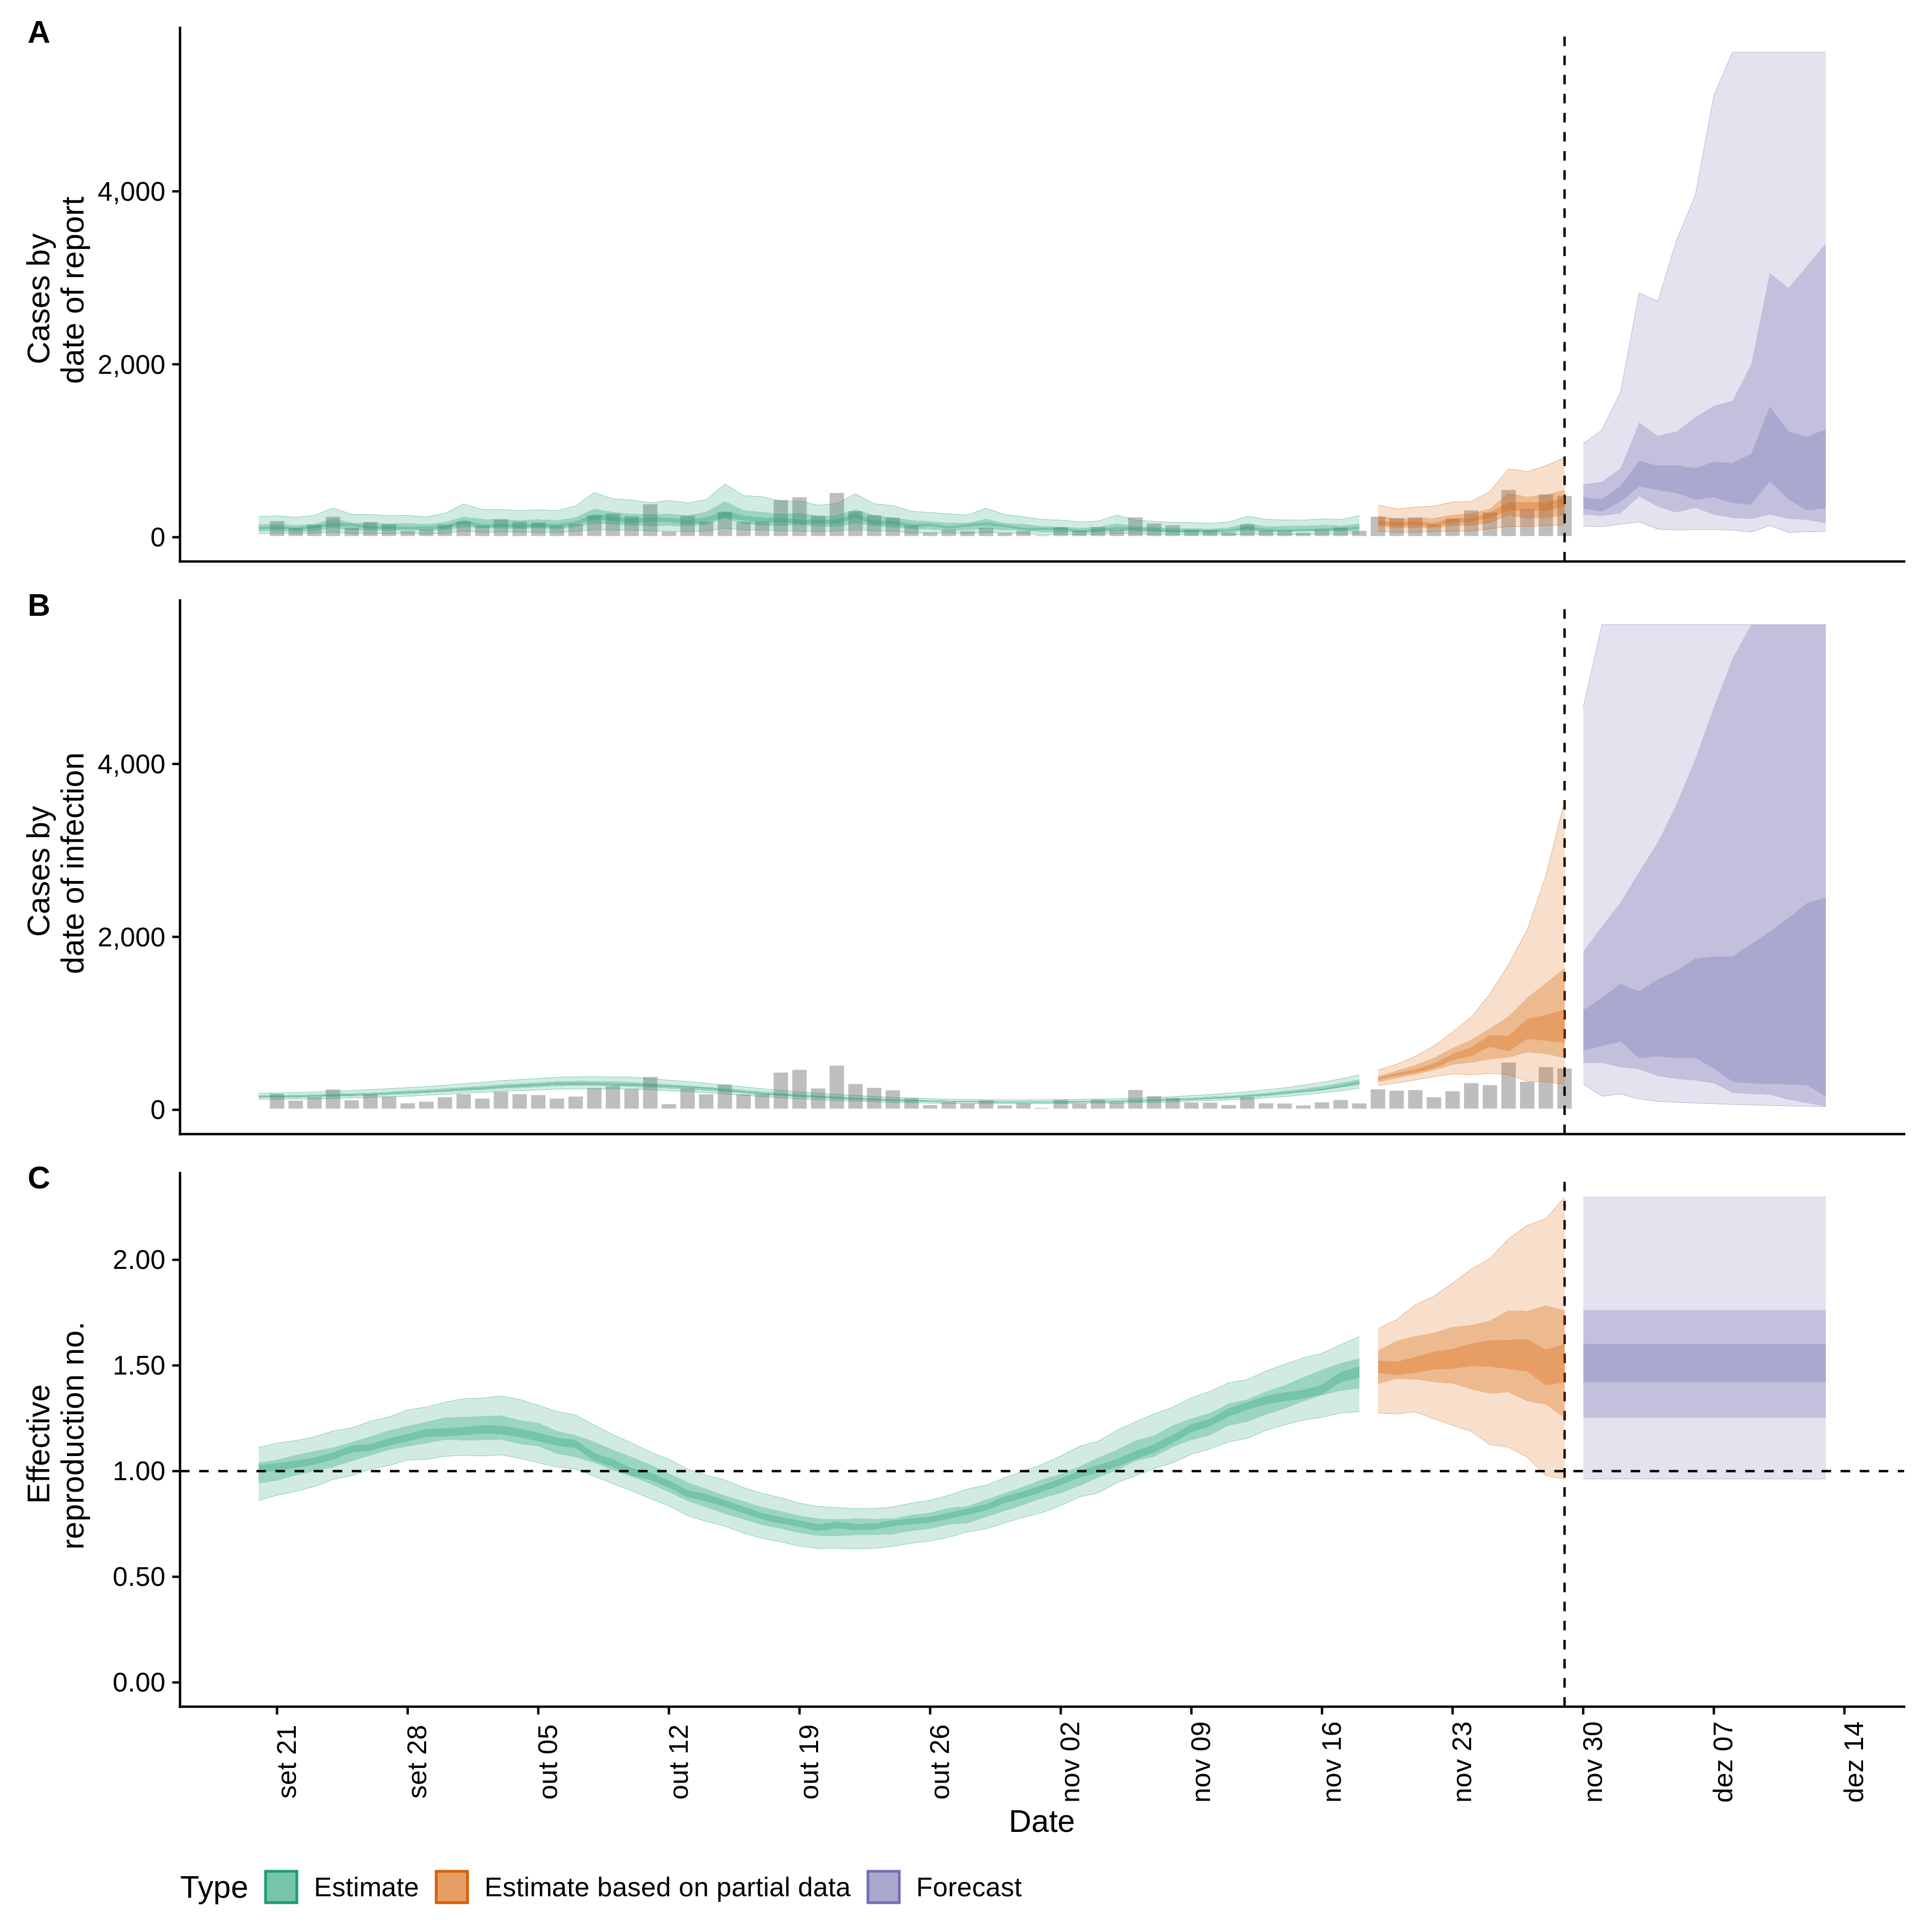 A
Cases by
date of report
4,000
2,000
0
B
Cases by
date of infection
4,000
2,000
0
C
Effective
reproduction no.
2.00
1.50
1.00
0.50
0.00
set 21
set 28
out 05
out 12
out 19
out 26
nov 02
nov 09
nov 16
nov 23
nov 30
dez 07
dez 14
Date
Type Estimate Estimate based on partial data Forecast